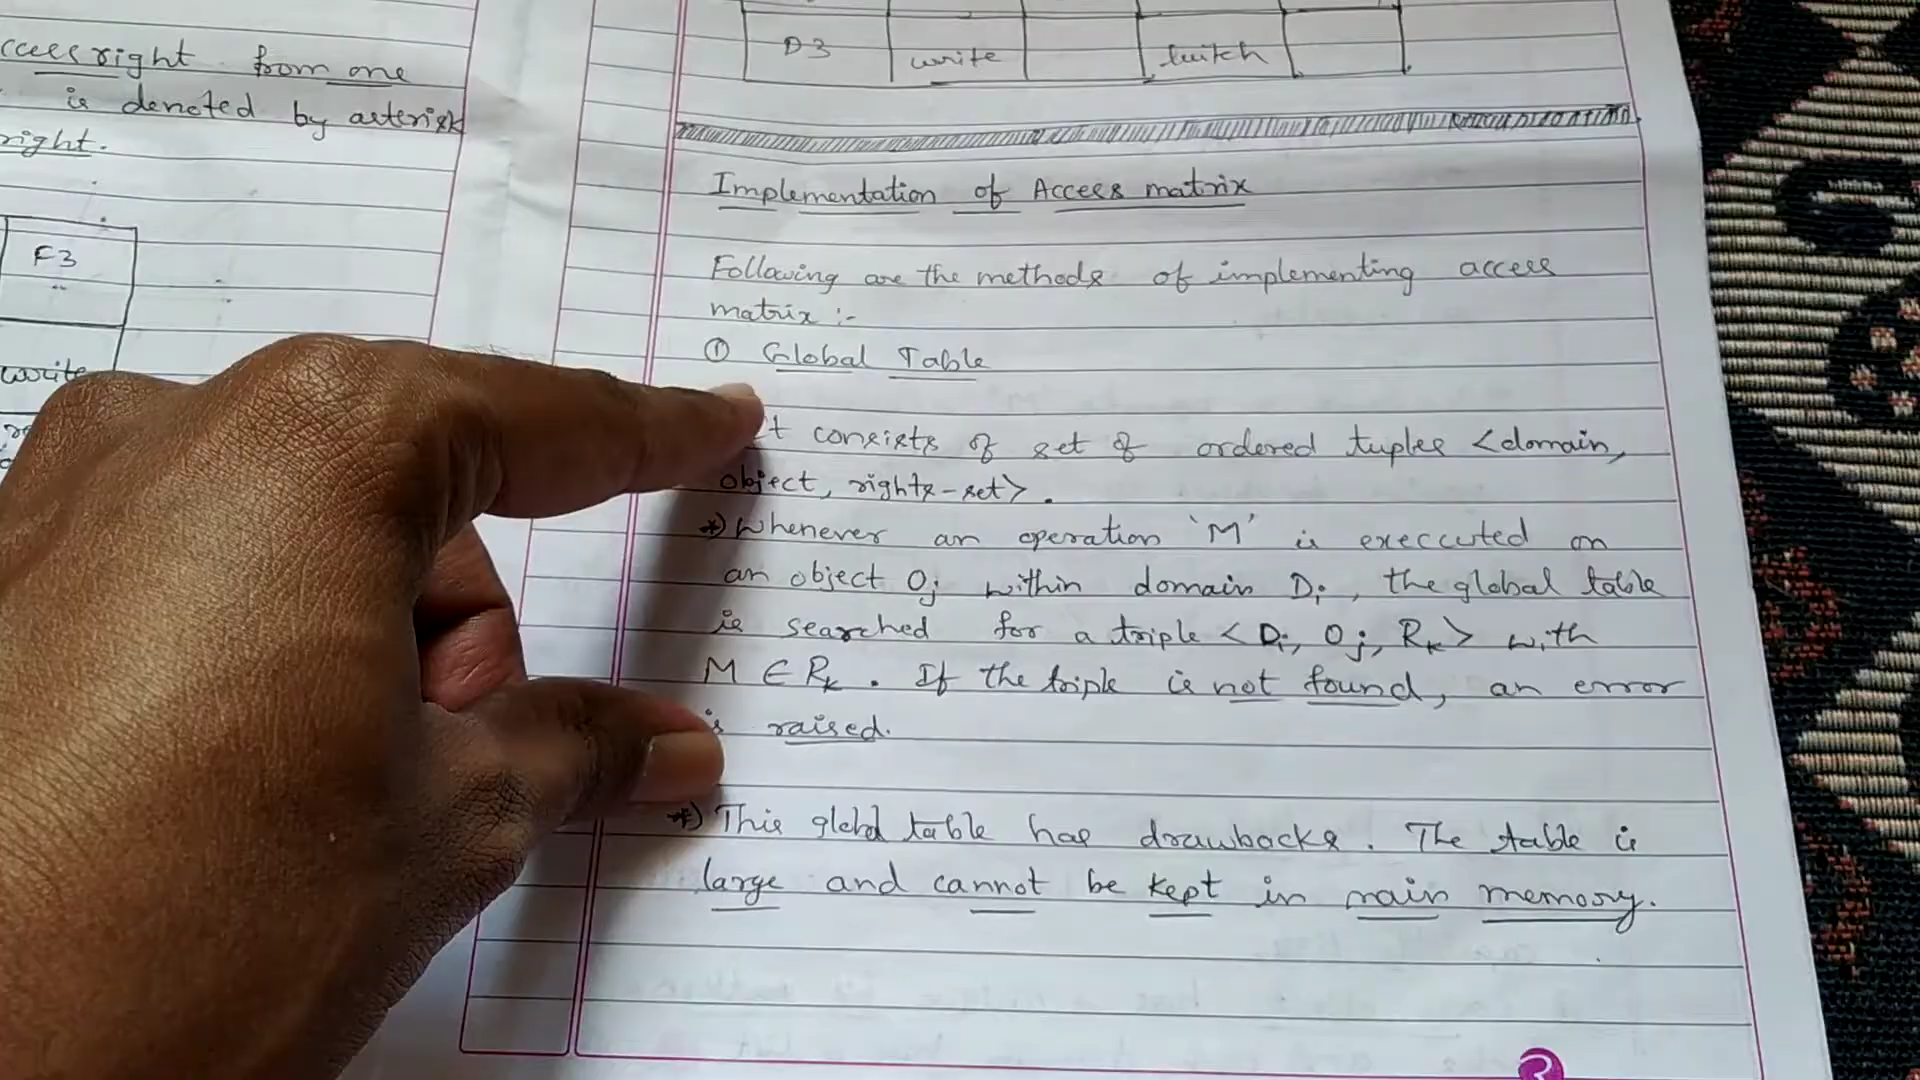 ccess right from one
is denoted by asterisk
right.
F3
write
D3 write switch
Implementation of Access matrix
Following are the methods of implementing access
matrix :-
① Global Table
t consists of set of ordered tuples <domain,
object, rights-set>.
*) Whenever an operation 'M' is execcuted on
an object Oj within domain Di, the global table
is searched for a triple <Di, Oj, Rk> with
M ∈ Rk. If the triple is not found, an error
is raised.
*) This global table has drawbacks. The table is
large and cannot be kept in main memory.